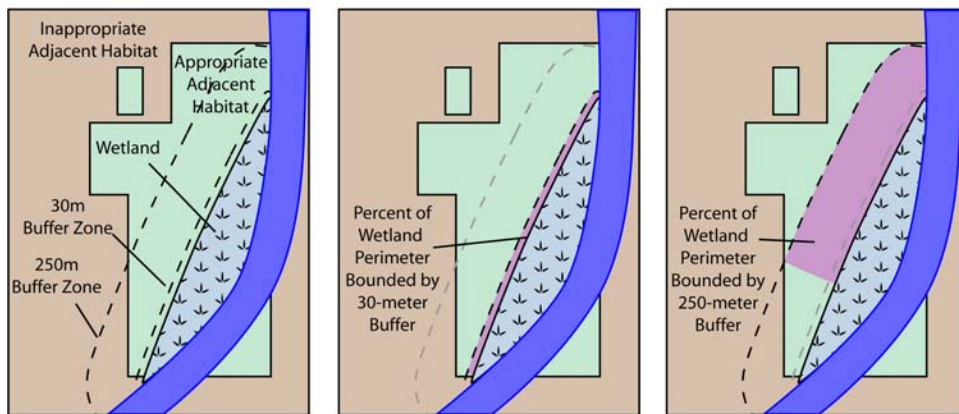 Inappropriate
Adjacent Habitat
Appropriate
Adjacent
Habitat
Wetland
30m
Buffer Zone
250m
Buffer Zone
Percent of
Wetland
Perimeter
Bounded by
30-meter
Buffer
Percent of
Wetland
Perimeter
Bounded by
250-meter
Buffer